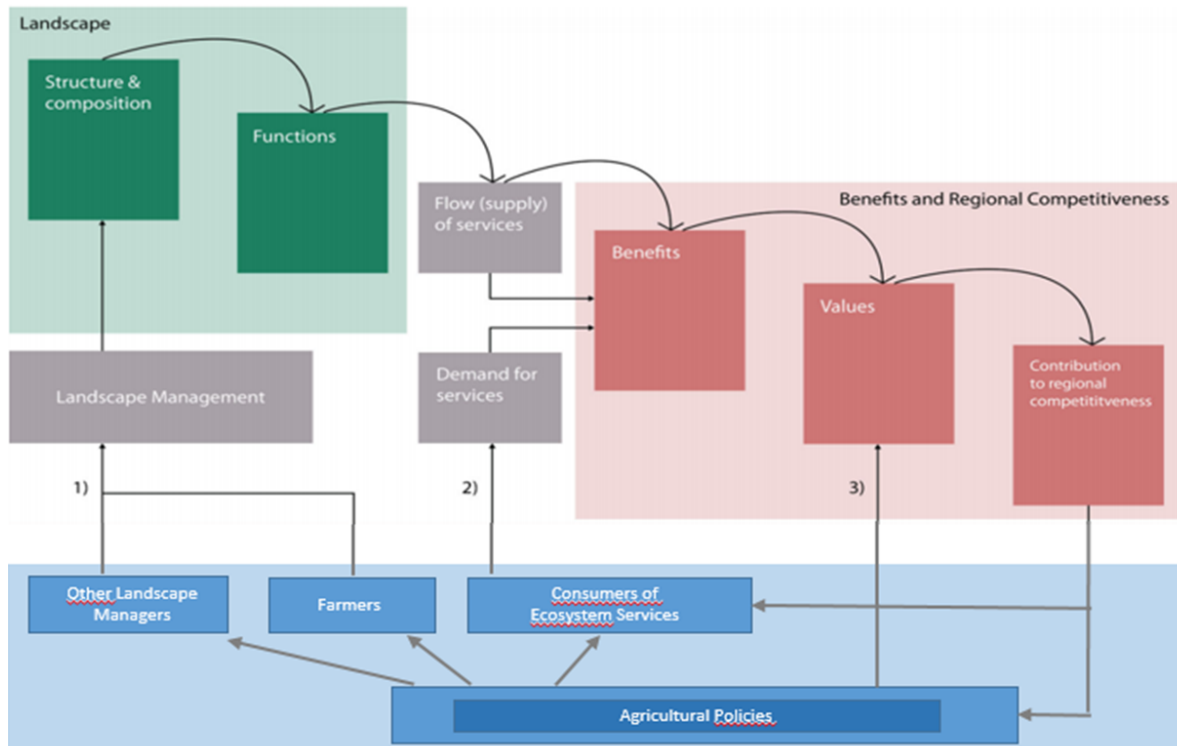 Landscape
Structure &
composition
Functions
Flow (supply)
of services
Benefits and Regional Competitiveness
Benefits
Values
Contribution
to regional
competititveness
Landscape Management
Demand for
services
1)
2)
3)
Other Landscape
Managers
Farmers
Consumers of
Ecosystem Services
Agricultural Policies